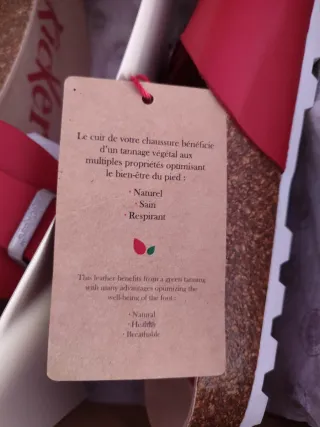 kickers
Le cuir de votre chaussure bénéficie
d'un tannage végétal aux
multiples propriétés optimisant
le bien-être du pied :
· Naturel
· Sain
· Respirant
This leather benefits from a green tanning
with many advantages optimizing the
well-being of the foot :
· Natural
· Healthy
· Breathable